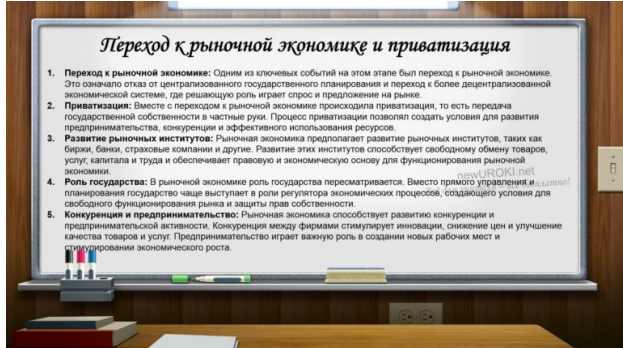 Переход к рыночной экономике и приватизация
1. Переход к рыночной экономике: Одним из ключевых событий на этом этапе был переход к рыночной экономике.
Это означало отказ от централизованного государственного планирования и переход к более децентрализованной
экономической системе, где решающую роль играет спрос и предложение на рынке.
2. Приватизация: Вместе с переходом к рыночной экономике происходила приватизация, то есть передача
государственной собственности в частные руки. Процесс приватизации позволял создать условия для развития
предпринимательства, конкуренции и эффективного использования ресурсов.
3. Развитие рыночных институтов: Рыночная экономика предполагает развитие рыночных институтов, таких как
биржи, банки, страховые компании и другие. Развитие этих институтов способствует свободному обмену товаров,
услуг, капитала и труда и обеспечивает правовую и экономическую основу для функционирования рыночной
экономики.
newUROKI.net
4. Роль государства: В рыночной экономике роль государства пересматривается. Вместо прямого управления и
планирования государство чаще выступает в роли регулятора экономических процессов, создающего условия для
свободного функционирования рынка и защиты прав собственности.
5. Конкуренция и предпринимательство: Рыночная экономика способствует развитию конкуренции и
предпринимательской активности. Конкуренция между фирмами стимулирует инновации, снижение цен и улучшение
качества товаров и услуг. Предпринимательство играет важную роль в создании новых рабочих мест и
стимулировании экономического роста.